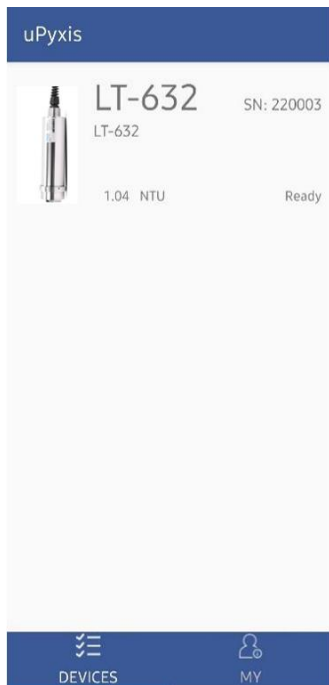 uPyxis
LT-632 SN: 220003
LT-632
1.04 NTU Ready
DEVICES MY